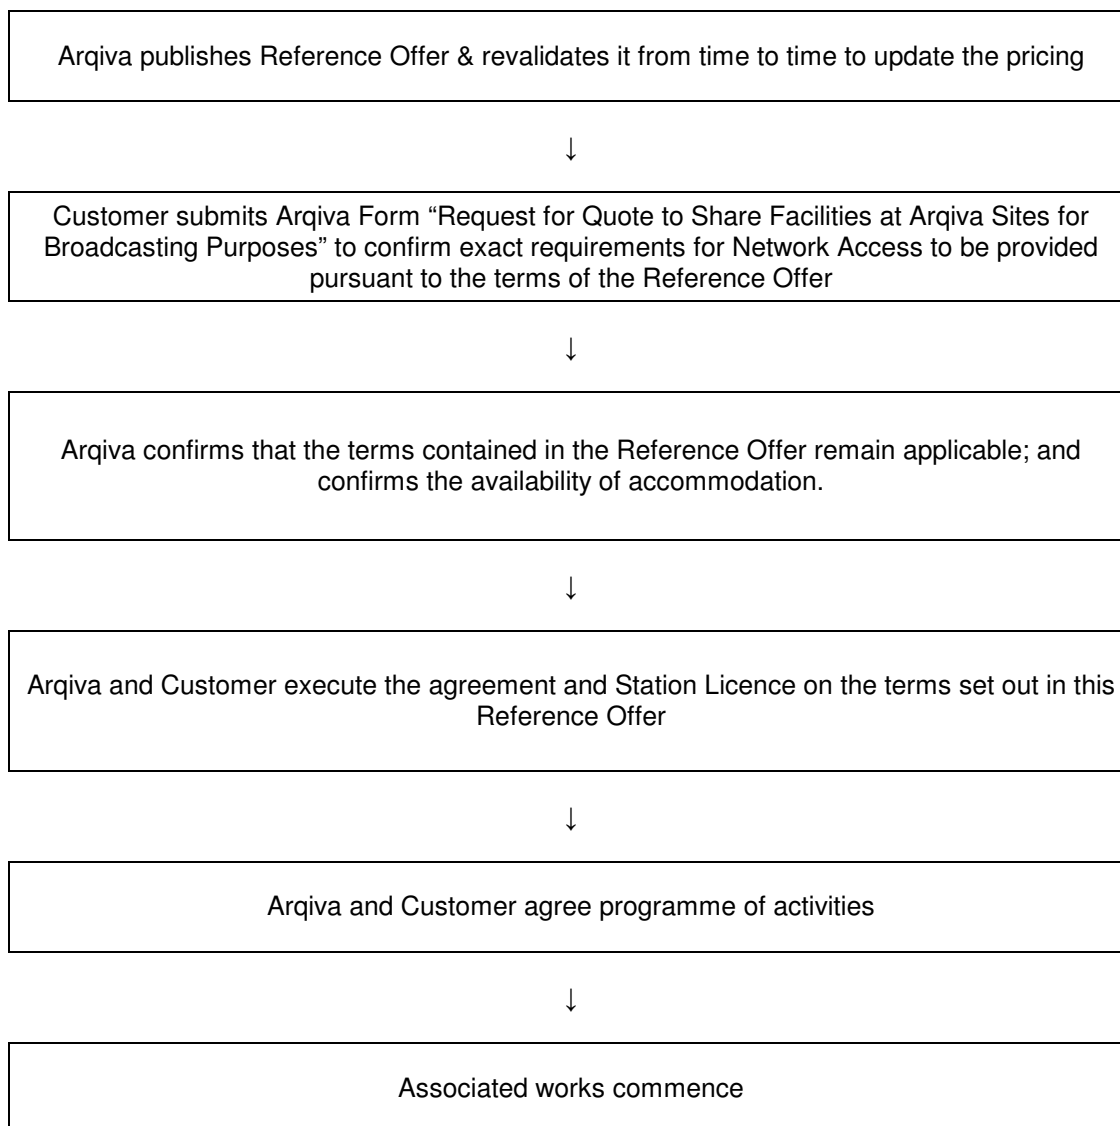 Arqiva publishes Reference Offer & revalidates it from time to time to update the pricing
↓
Customer submits Arqiva Form “Request for Quote to Share Facilities at Arqiva Sites for
Broadcasting Purposes” to confirm exact requirements for Network Access to be provided
pursuant to the terms of the Reference Offer
↓
Arqiva confirms that the terms contained in the Reference Offer remain applicable; and
confirms the availability of accommodation.
↓
Arqiva and Customer execute the agreement and Station Licence on the terms set out in this
Reference Offer
↓
Arqiva and Customer agree programme of activities
↓
Associated works commence